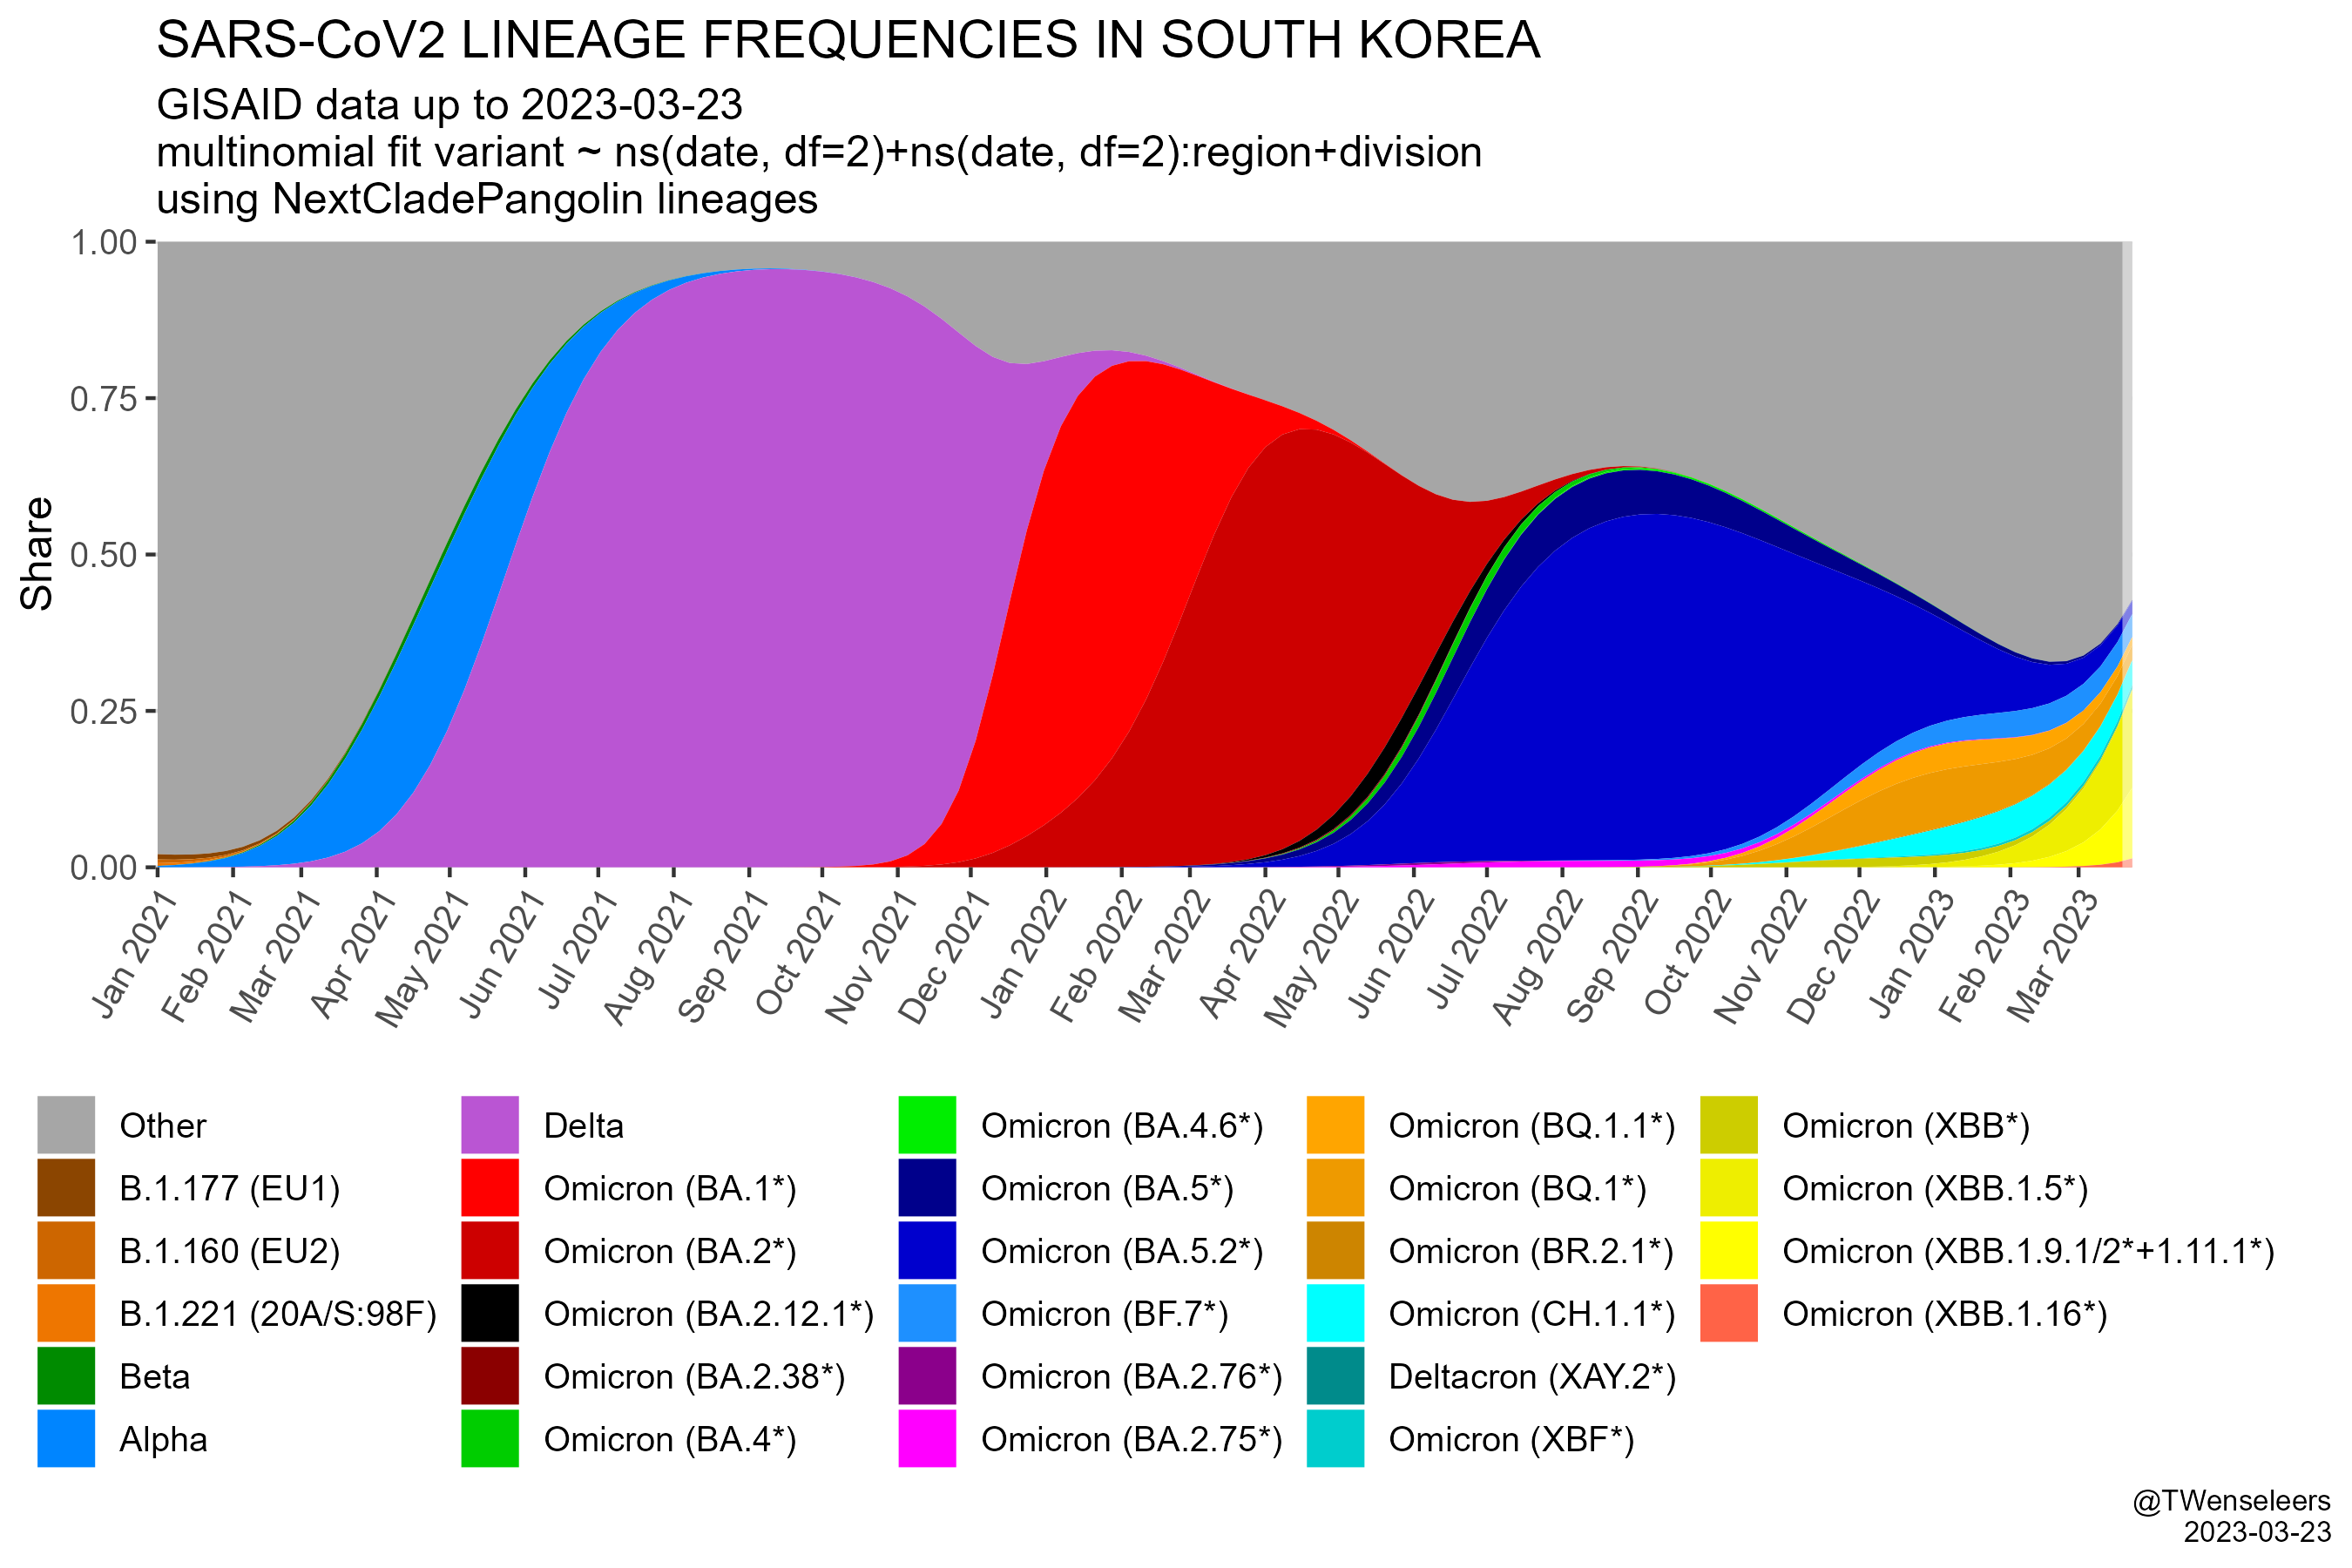 SARS-CoV2 LINEAGE FREQUENCIES IN SOUTH KOREA
GISAID data up to 2023-03-23
multinomial fit variant ~ ns(date, df=2)+ns(date, df=2):region+division
using NextCladePangolin lineages
Share
1.00
0.75
0.50
0.25
0.00
Jan 2021
Feb 2021
Mar 2021
Apr 2021
May 2021
Jun 2021
Jul 2021
Aug 2021
Sep 2021
Oct 2021
Nov 2021
Dec 2021
Jan 2022
Feb 2022
Mar 2022
Apr 2022
May 2022
Jun 2022
Jul 2022
Aug 2022
Sep 2022
Oct 2022
Nov 2022
Dec 2022
Jan 2023
Feb 2023
Mar 2023
Other
B.1.177 (EU1)
B.1.160 (EU2)
B.1.221 (20A/S:98F)
Beta
Alpha
Delta
Omicron (BA.1*)
Omicron (BA.2*)
Omicron (BA.2.12.1*)
Omicron (BA.2.38*)
Omicron (BA.4*)
Omicron (BA.4.6*)
Omicron (BA.5*)
Omicron (BA.5.2*)
Omicron (BF.7*)
Omicron (BA.2.76*)
Omicron (BA.2.75*)
Omicron (BQ.1.1*)
Omicron (BQ.1*)
Omicron (BR.2.1*)
Omicron (CH.1.1*)
Deltacron (XAY.2*)
Omicron (XBF*)
Omicron (XBB*)
Omicron (XBB.1.5*)
Omicron (XBB.1.9.1/2*+1.11.1*)
Omicron (XBB.1.16*)
@TWenseleers
2023-03-23